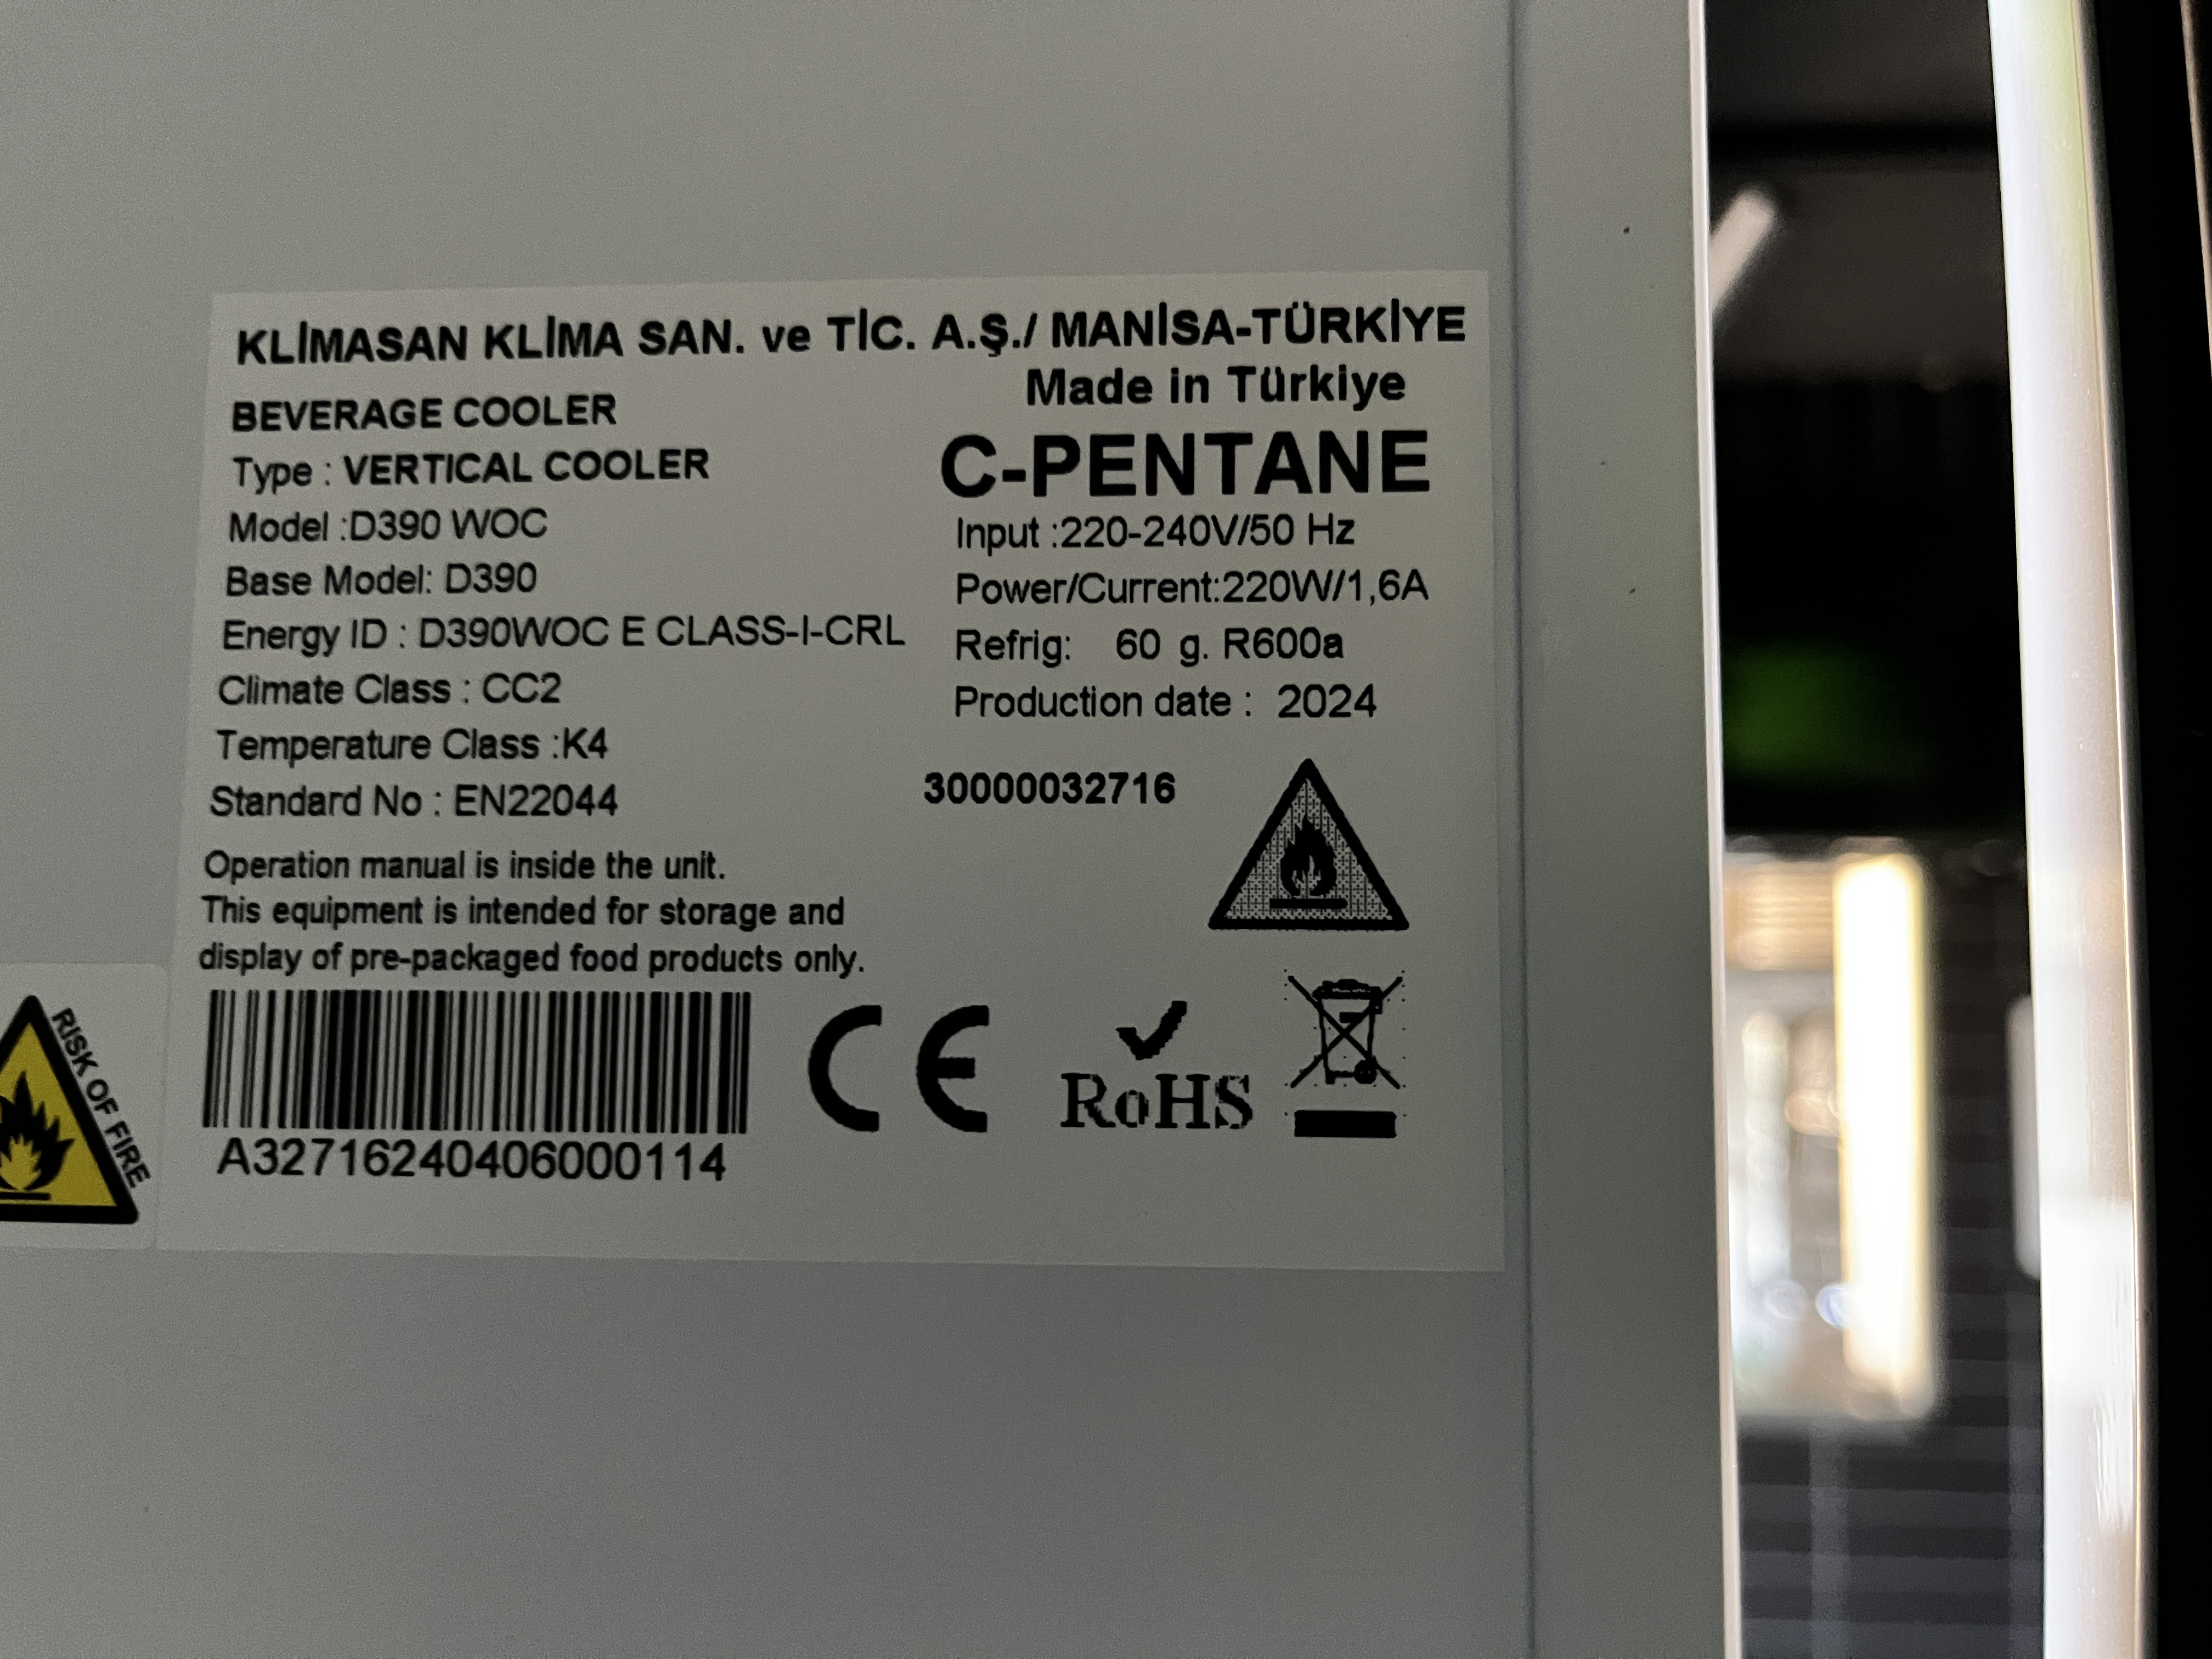 KLİMASAN KLİMA SAN. ve TİC. A.Ş./ MANİSA-TÜRKİYE
Made in Türkiye
BEVERAGE COOLER
Type : VERTICAL COOLER
Model :D390 WOC
Base Model: D390
Energy ID : D390WOC E CLASS-I-CRL
Climate Class : CC2
Temperature Class :K4
Standard No : EN22044
C-PENTANE
Input :220-240V/50 Hz
Power/Current:220W/1,6A
Refrig: 60 g. R600a
Production date : 2024
30000032716
Operation manual is inside the unit.
This equipment is intended for storage and
display of pre-packaged food products only.
A32716240406000114
CE
RoHS
RISK OF FIRE